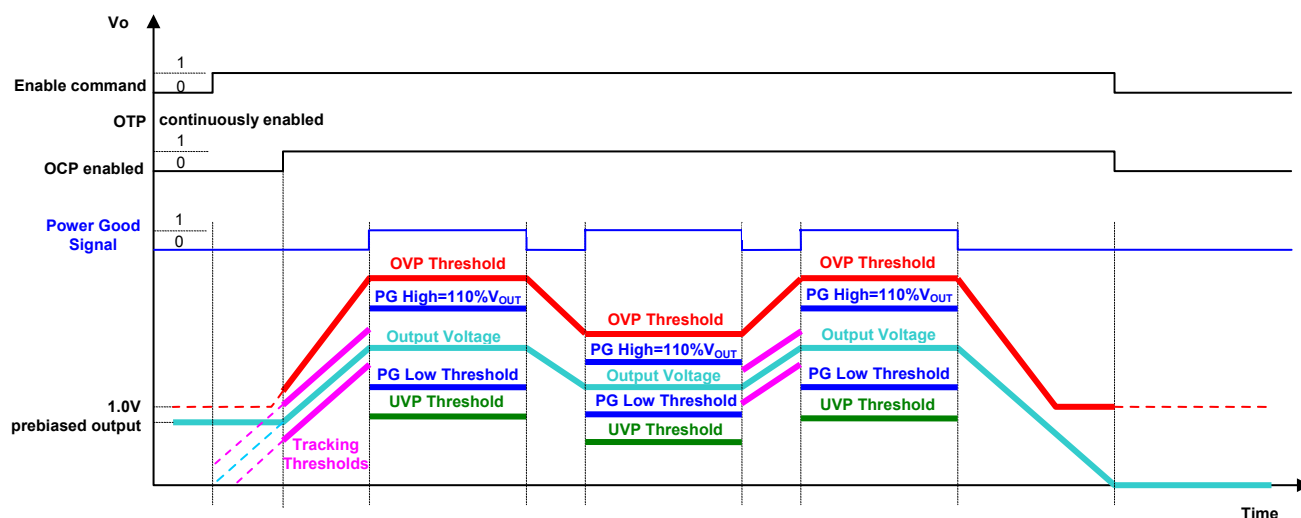 Vo
1
Enable command
0
OTP
continuously enabled
1
OCP enabled
0
Power Good
Signal
1
0
OVP Threshold
OVP Threshold
PG High=110%VOUT
PG High=110%VOUT
OVP Threshold
Output Voltage
Output Voltage
PG High=110%VOUT
PG Low Threshold
Output Voltage
PG Low Threshold
1.0V
UVP Threshold
PG Low Threshold
UVP Threshold
prebiased output
Tracking
Thresholds
UVP Threshold
Time